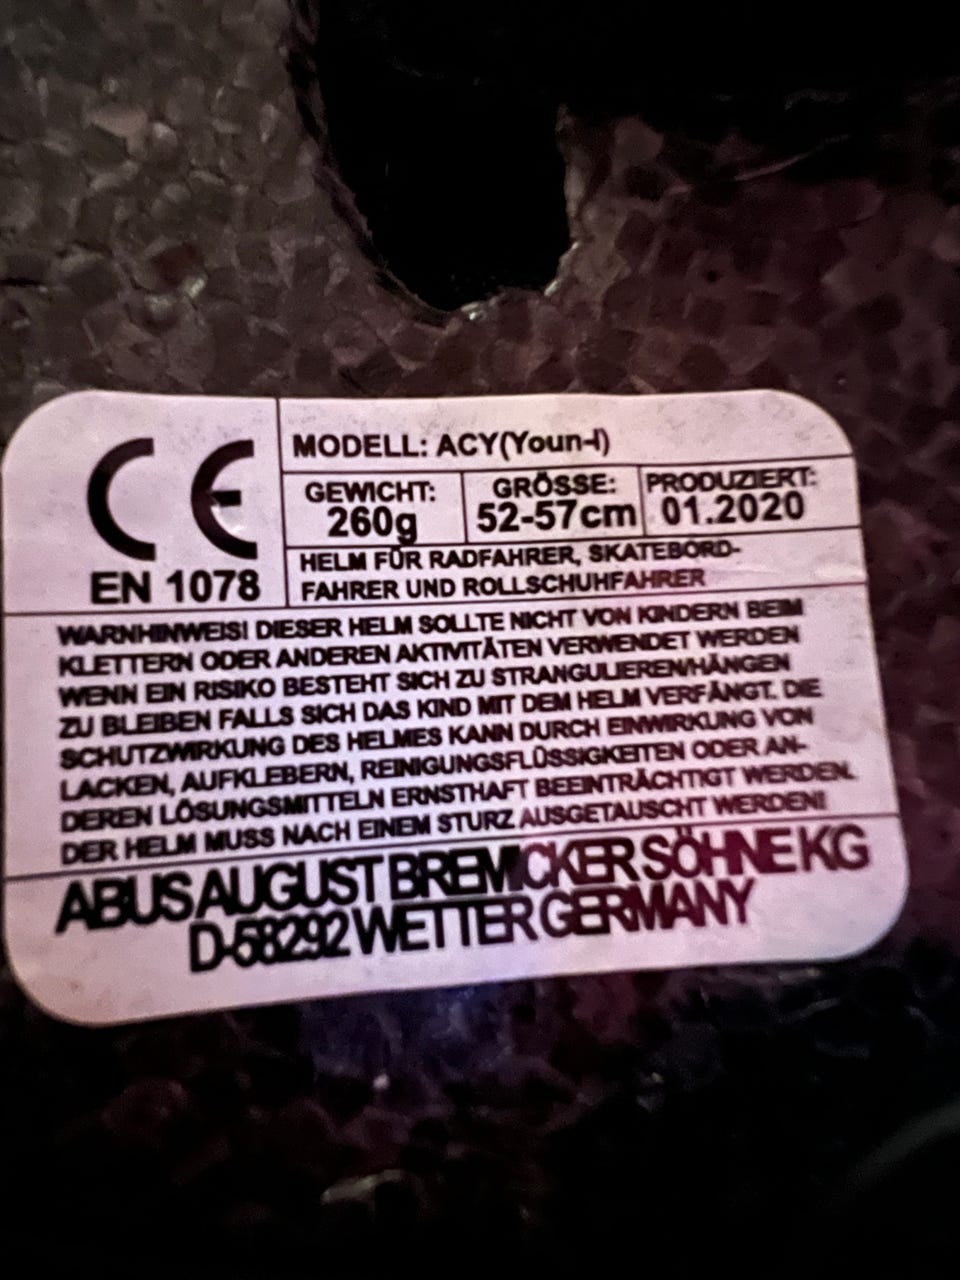 CE
EN 1078
MODELL: ACY(Youn-I)
GEWICHT:
260g
GRÖSSE:
52-57cm
PRODUZIERT:
01.2020
HELM FÜR RADFAHRER, SKATEBORD-
FAHRER UND ROLLSCHUHFAHRER
WARNHINWEIS! DIESER HELM SOLLTE NICHT VON KINDERN BEIM
KLETTERN ODER ANDEREN AKTIVITÄTEN VERWENDET WERDEN
WENN EIN RISIKO BESTEHT SICH ZU STRANGULIEREN/HÄNGEN
ZU BLEIBEN FALLS SICH DAS KIND MIT DEM HELM VERFÄNGT. DIE
SCHUTZWIRKUNG DES HELMES KANN DURCH EINWIRKUNG VON
LACKEN, AUFKLEBERN, REINIGUNGSFLÜSSIGKEITEN ODER AN-
DEREN LÖSUNGSMITTELN ERNSTHAFT BEEINTRÄCHTIGT WERDEN.
DER HELM MUSS NACH EINEM STURZ AUSGETAUSCHT WERDEN!
ABUS AUGUST BREMICKER SÖHNE KG
D-58292 WETTER GERMANY